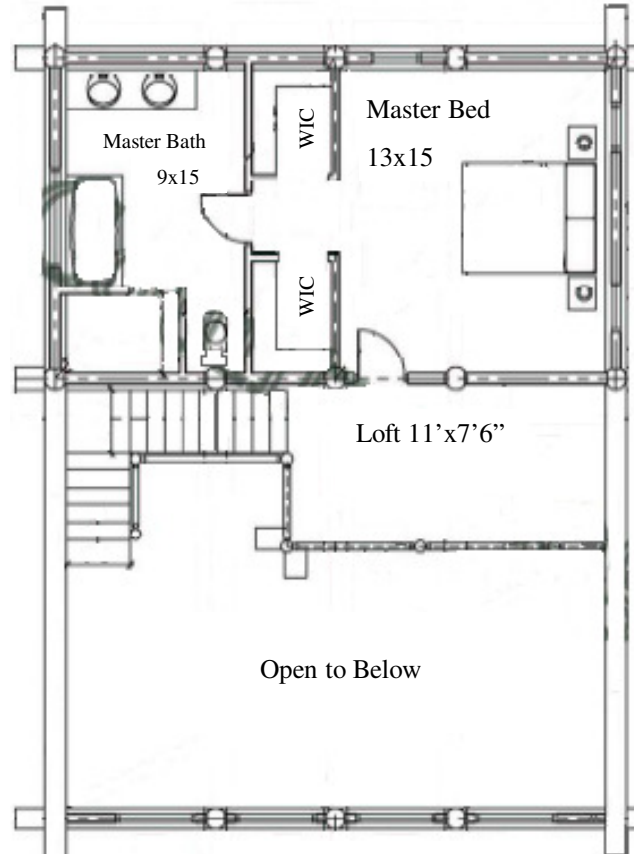 Master Bath
9x15
WIC
Master Bed
13x15
WIC
Loft 11’x7’6”
Open to Below